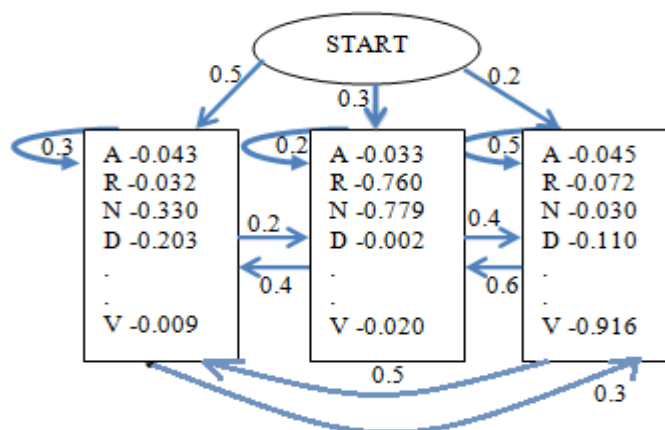 START
0.5
0.3
0.2
0.3
A -0.043
R -0.032
N -0.330
D -0.203
.
.
V -0.009
0.2
A -0.033
R -0.760
N -0.779
D -0.002
.
.
V -0.020
0.5
A -0.045
R -0.072
N -0.030
D -0.110
.
.
V -0.916
0.2
0.4
0.4
0.6
0.5
0.3